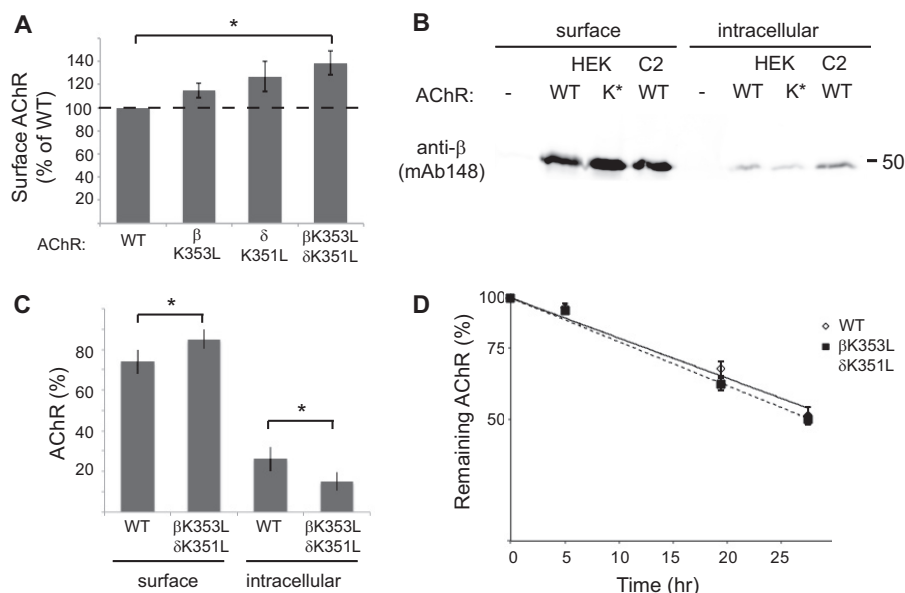 A
*
Surface AChR
(% of WT)
140
120
100
80
60
40
20
AChR:
WT
β
K353L
δ
K351L
βK353L
δK351L
B
surface
intracellular
HEK
C2
HEK
C2
AChR:
-
WT
K*
WT
-
WT
K*
WT
anti-β
(mAb148)
50
C
*
*
AChR (%)
80
60
40
20
WT
βK353L
δK351L
WT
βK353L
δK351L
surface
intracellular
D
Remaining AChR (%)
100
75
50
0
5
10
15
20
25
Time (hr)
WT
βK353L
δK351L